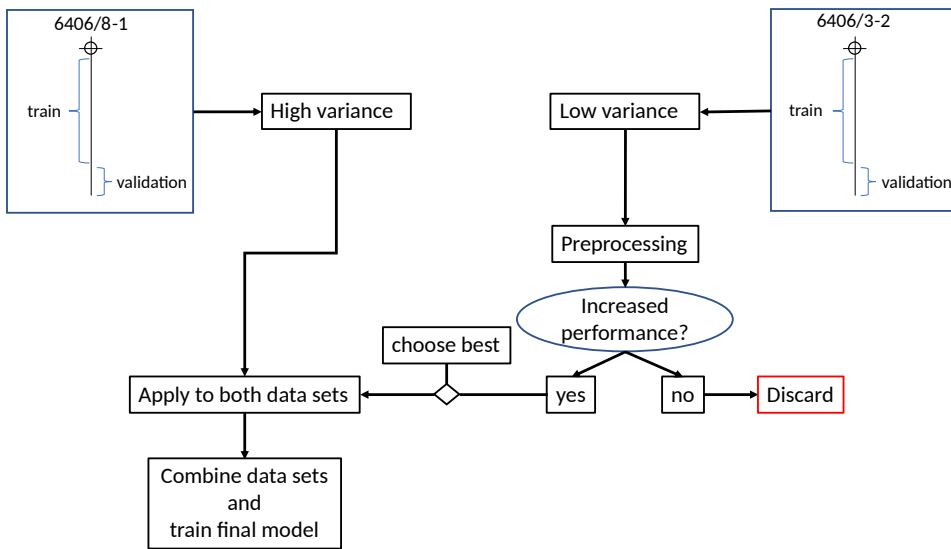 6406/8-1
train
validation
High variance
6406/3-2
train
validation
Low variance
Preprocessing
Increased
performance?
choose best
Apply to both data sets
yes
no
Discard
Combine data sets
and
train final model